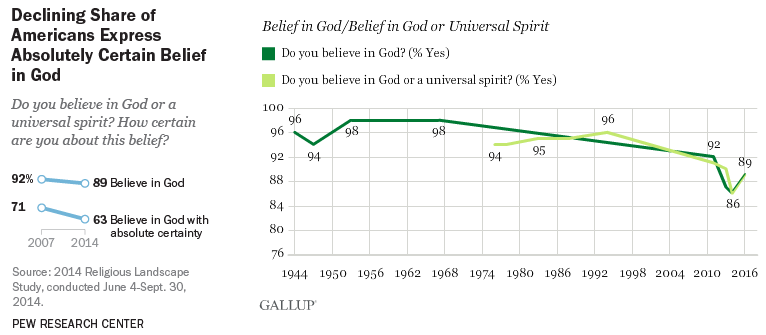 Declining Share of
Americans Express
Absolutely Certain Belief
in God
Do you believe in God or a
universal spirit? How certain
are you about this belief?
92% 89 Believe in God
71 63 Believe in God with
absolute certainty
2007 2014
Source: 2014 Religious Landscape
Study, conducted June 4-Sept. 30,
2014.
PEW RESEARCH CENTER
Belief in God/Belief in God or Universal Spirit
Do you believe in God? (% Yes)
Do you believe in God or a universal spirit? (% Yes)
100
96
92
88
84
80
76
96
94
98
98
94
95
96
92
86
89
1944 1950 1956 1962 1968 1974 1980 1986 1992 1998 2004 2010 2016
GALLUP®